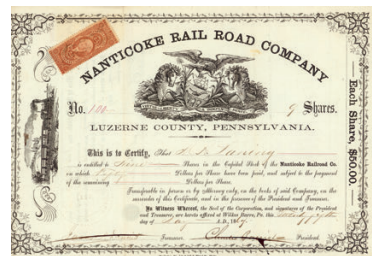 NANTICOKE RAIL ROAD COMPANY
No.
9 Shares.
LUZERNE COUNTY, PENNSYLVANIA.
This is to Certify, That
is entitled to Nine Shares in the Capital Stock of the Nanticoke Railroad Co.
on which Dollars per Share have been paid, and subject to the payment
of the remaining Dollars per Share.
Transferable in person or by Attorney only, on the books of said Company, on the
surrender of this Certificate, and in the presence of the President and Treasurer.
In Witness Whereof, the Seal of the Corporation, and signatures of the President
and Treasurer, are hereto affixed at Wilkes Barre, Pa. this
day of A.D. 18
Treasurer.
President.
Each Share, $50.00